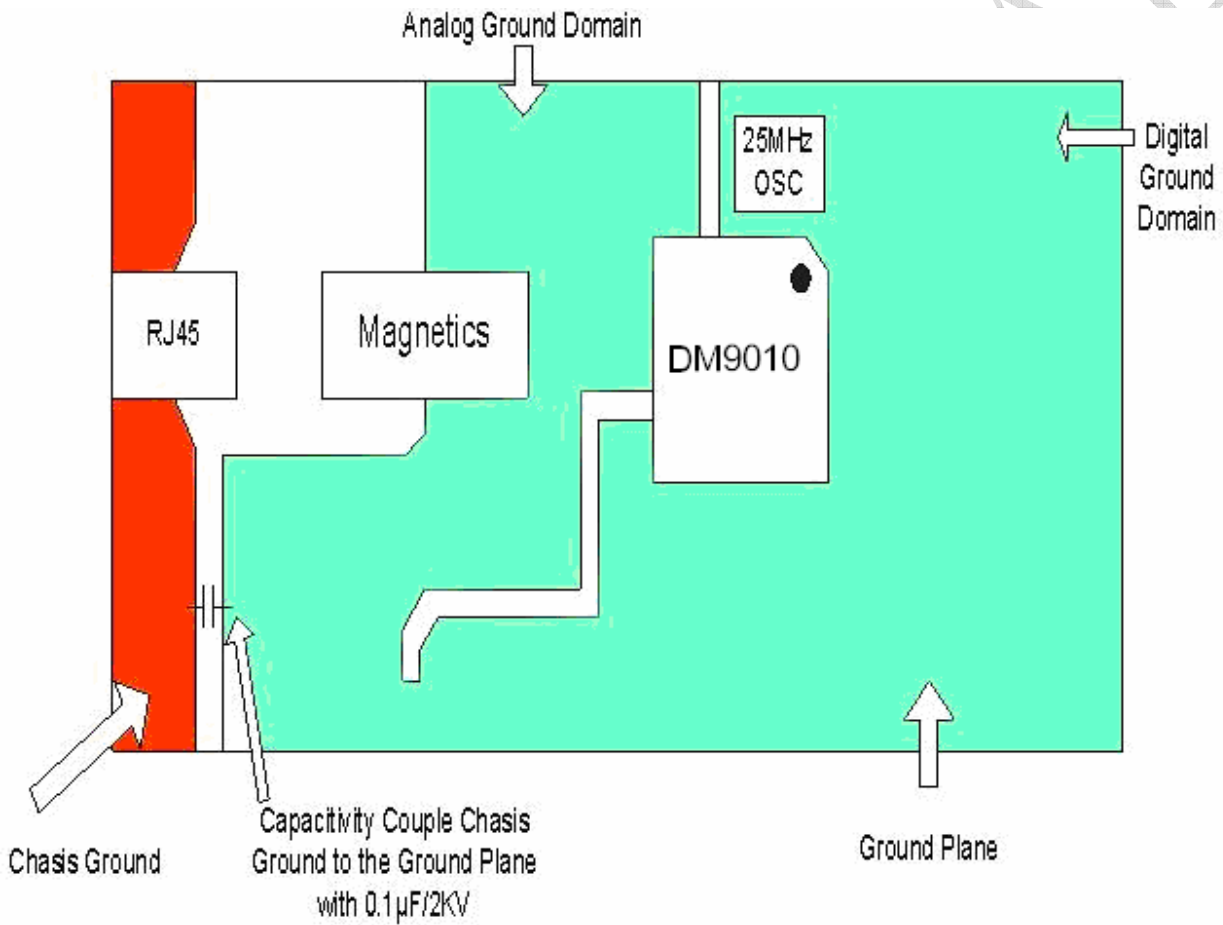 Analog Ground Domain
25MHz
OSC
Digital
Ground
Domain
RJ45
Magnetics
DM9010
Capacitivity Couple Chasis
Ground to the Ground Plane
with 0.1µF/2KV
Chasis Ground
Ground Plane